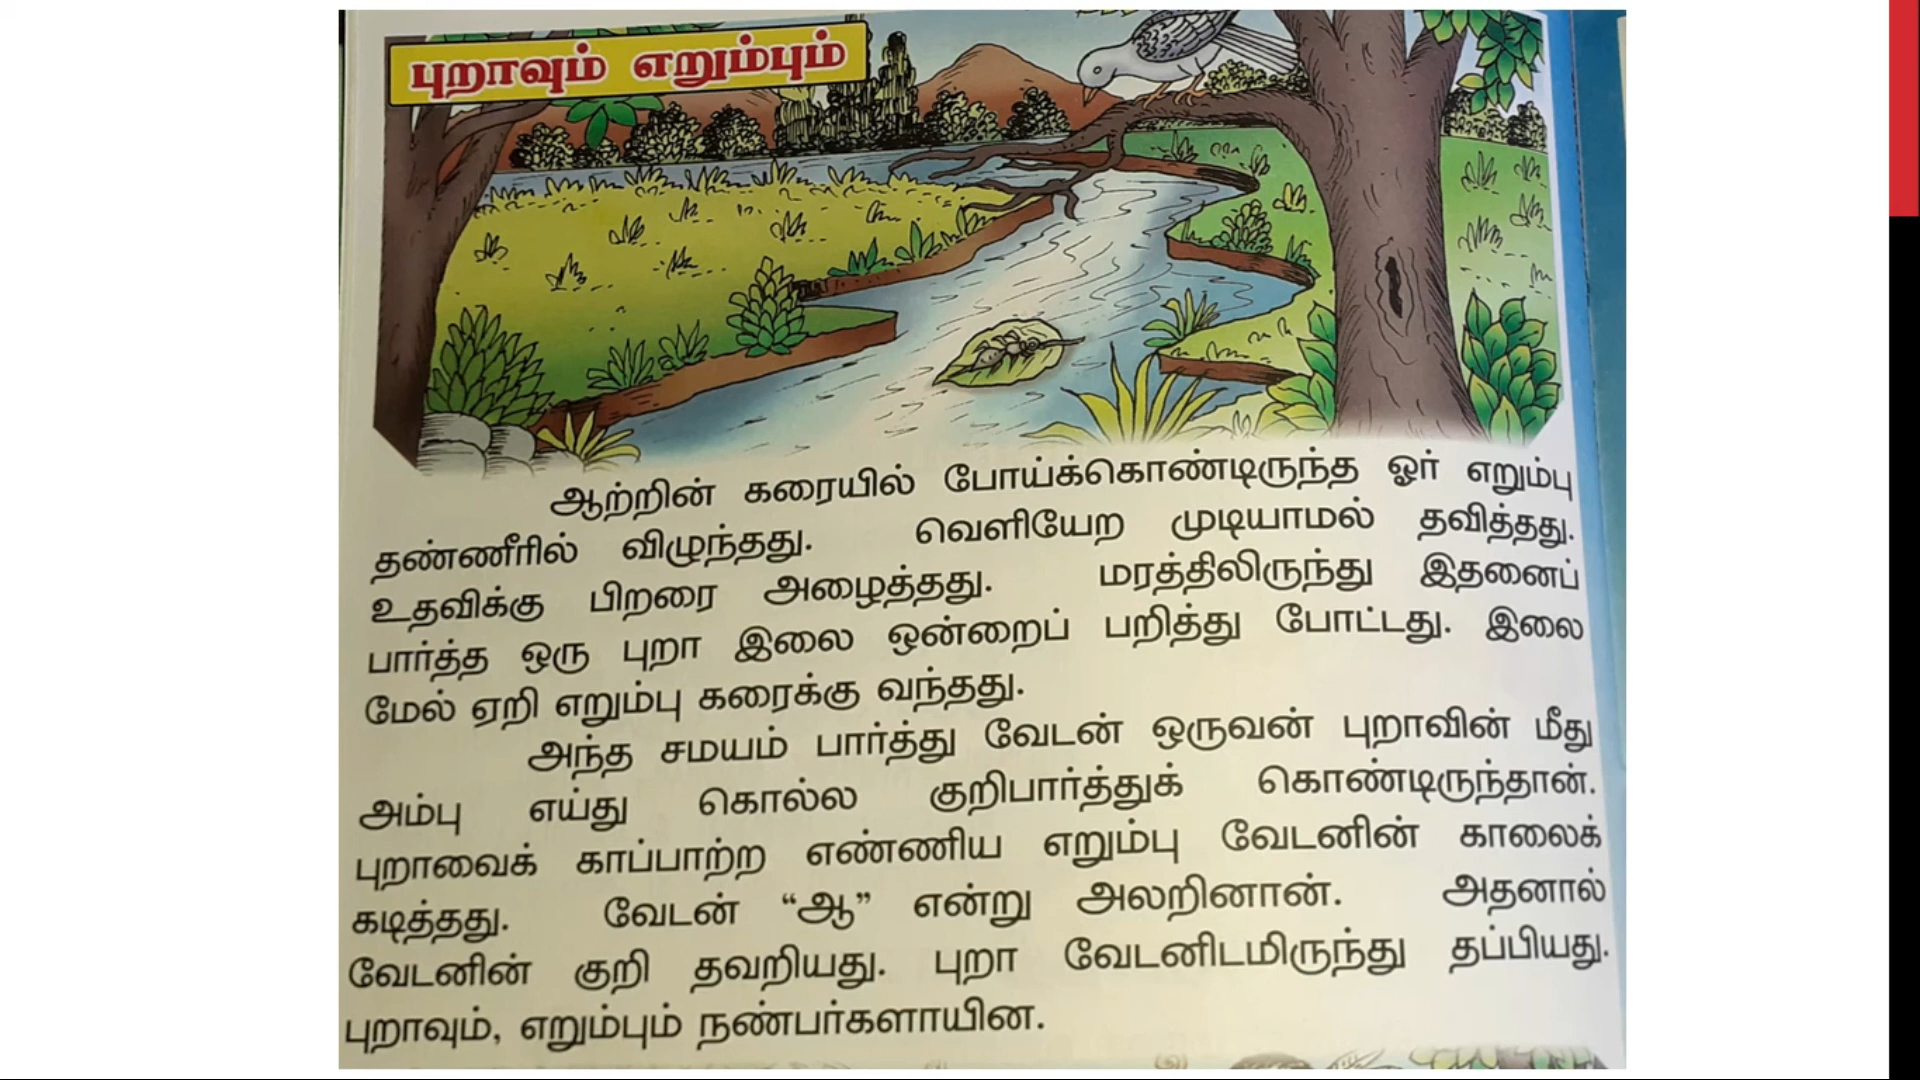 புறாவும் எறும்பும்
ஆற்றின் கரையில் போய்க்கொண்டிருந்த ஓர் எறும்பு
தண்ணீரில் விழுந்தது. வெளியேற முடியாமல் தவித்தது.
உதவிக்கு பிறரை அழைத்தது. மரத்திலிருந்து இதனைப்
பார்த்த ஒரு புறா இலை ஒன்றைப் பறித்து போட்டது. இலை
மேல் ஏறி எறும்பு கரைக்கு வந்தது.
அந்த சமயம் பார்த்து வேடன் ஒருவன் புறாவின் மீது
அம்பு எய்து கொல்ல குறிபார்த்துக் கொண்டிருந்தான்.
புறாவைக் காப்பாற்ற எண்ணிய எறும்பு வேடனின் காலைக்
கடித்தது. வேடன் “ஆ” என்று அலறினான். அதனால்
வேடனின் குறி தவறியது. புறா வேடனிடமிருந்து தப்பியது.
புறாவும், எறும்பும் நண்பர்களாயின.